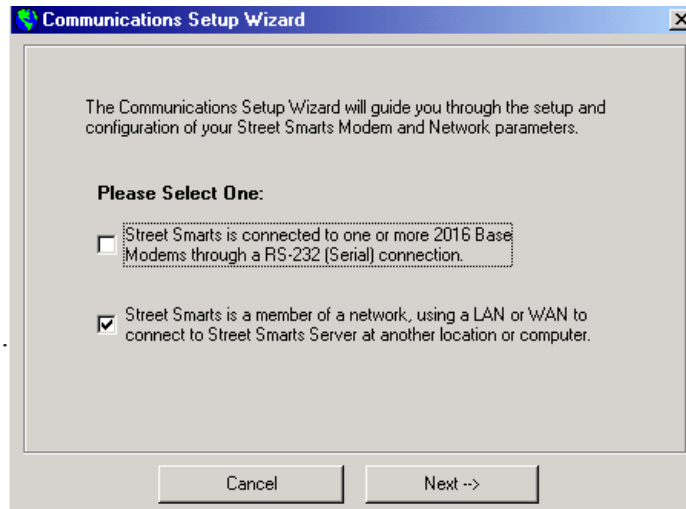 Communications Setup Wizard
The Communications Setup Wizard will guide you through the setup and
configuration of your Street Smarts Modem and Network parameters.
Please Select One:
Street Smarts is connected to one or more 2016 Base
Modems through a RS-232 (Serial) connection.
Street Smarts is a member of a network, using a LAN or WAN to
connect to Street Smarts Server at another location or computer.
Cancel
Next -->